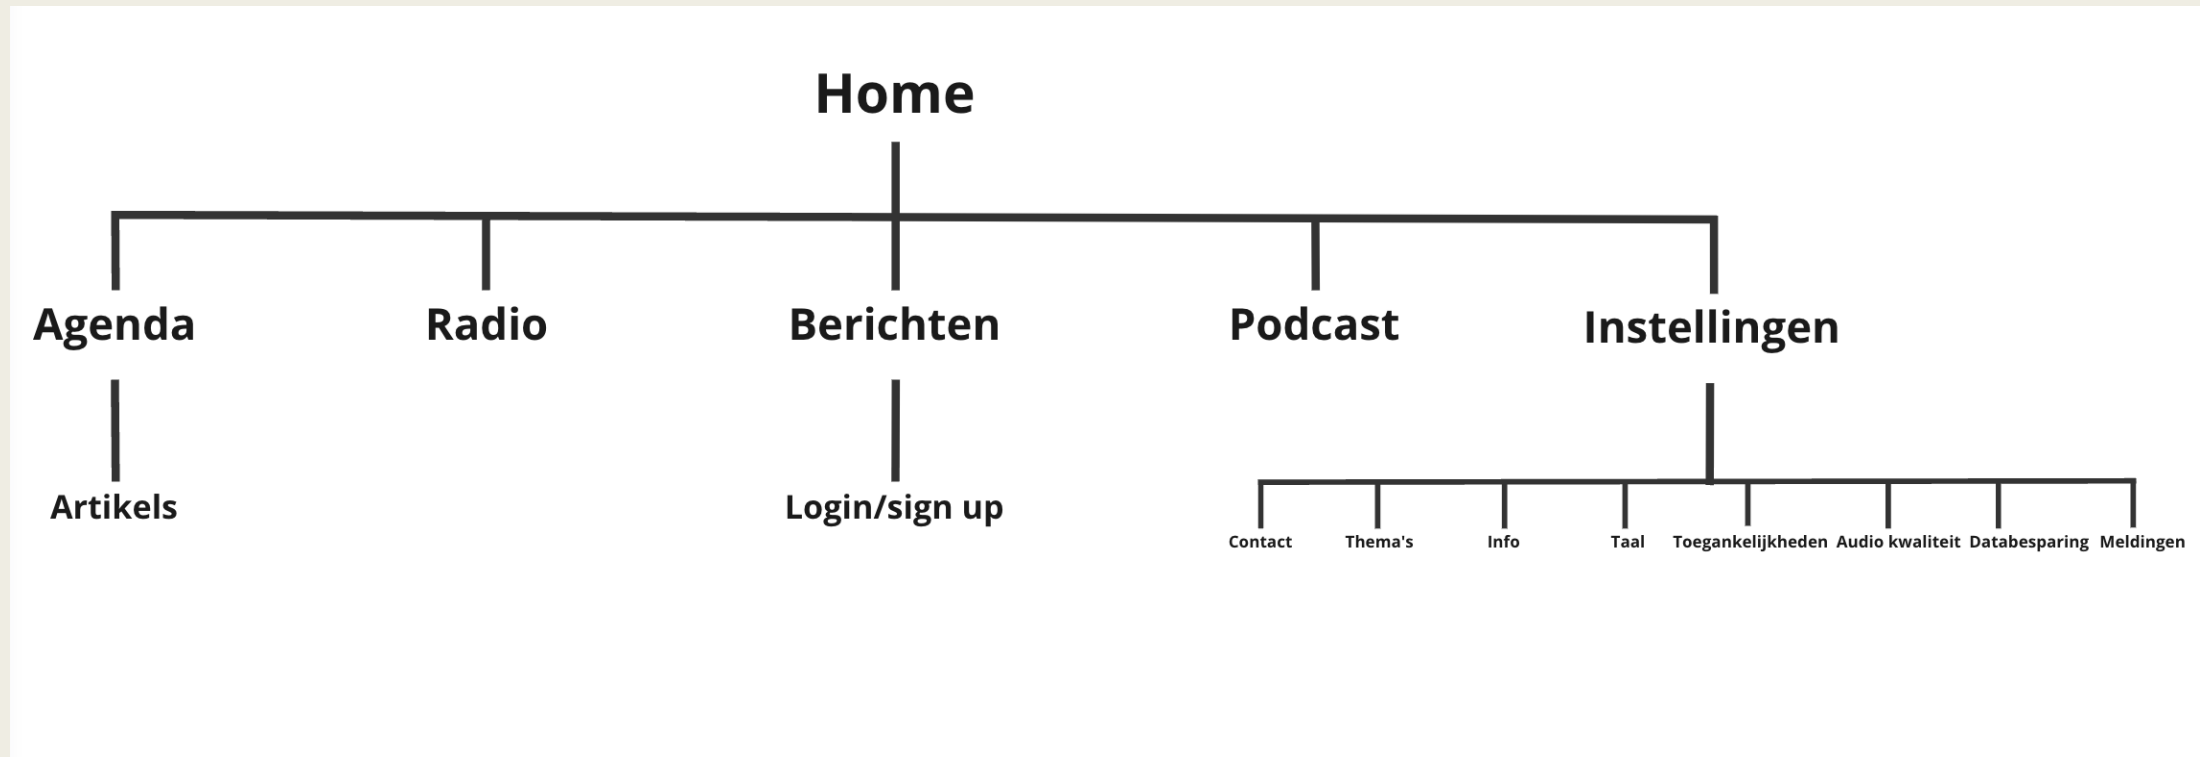 Home
Agenda Radio Berichten Podcast Instellingen
Artikels Login/sign up
Contact Thema's Info Taal Toegankelijkheden Audio kwaliteit Databesparing Meldingen